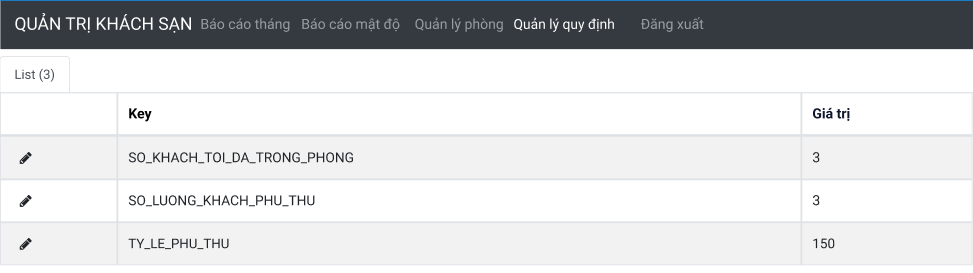 QUẢN TRỊ KHÁCH SẠN Báo cáo tháng Báo cáo mật độ Quản lý phòng Quản lý quy định Đăng xuất
List (3)
Key Giá trị
SO_KHACH_TOI_DA_TRONG_PHONG 3
SO_LUONG_KHACH_PHU_THU 3
TY_LE_PHU_THU 150